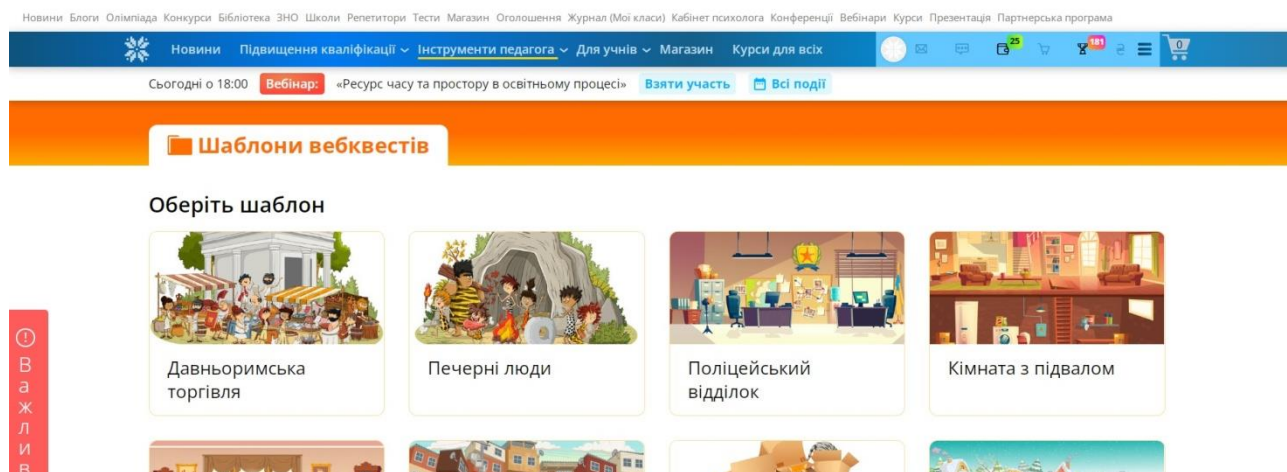 Новини Блоги Олімпіада Конкурси Бібліотека ЗНО Школи Репетитори Тести Магазин Оголошення Журнал (Мої класи) Кабінет психолога Конференції Вебінари Курси Презентація Партнерська програма
Новини Підвищення кваліфікації Інструменти педагога Для учнів Магазин Курси для всіх 25 181 ₴ 0
Сьогодні о 18:00 Вебінар: «Ресурс часу та простору в освітньому процесі» Взяти участь Всі події
Шаблони вебквестів
Оберіть шаблон
Давньоримська
торгівля
Печерні люди
Поліцейський
відділок
Кімната з підвалом
Важлив